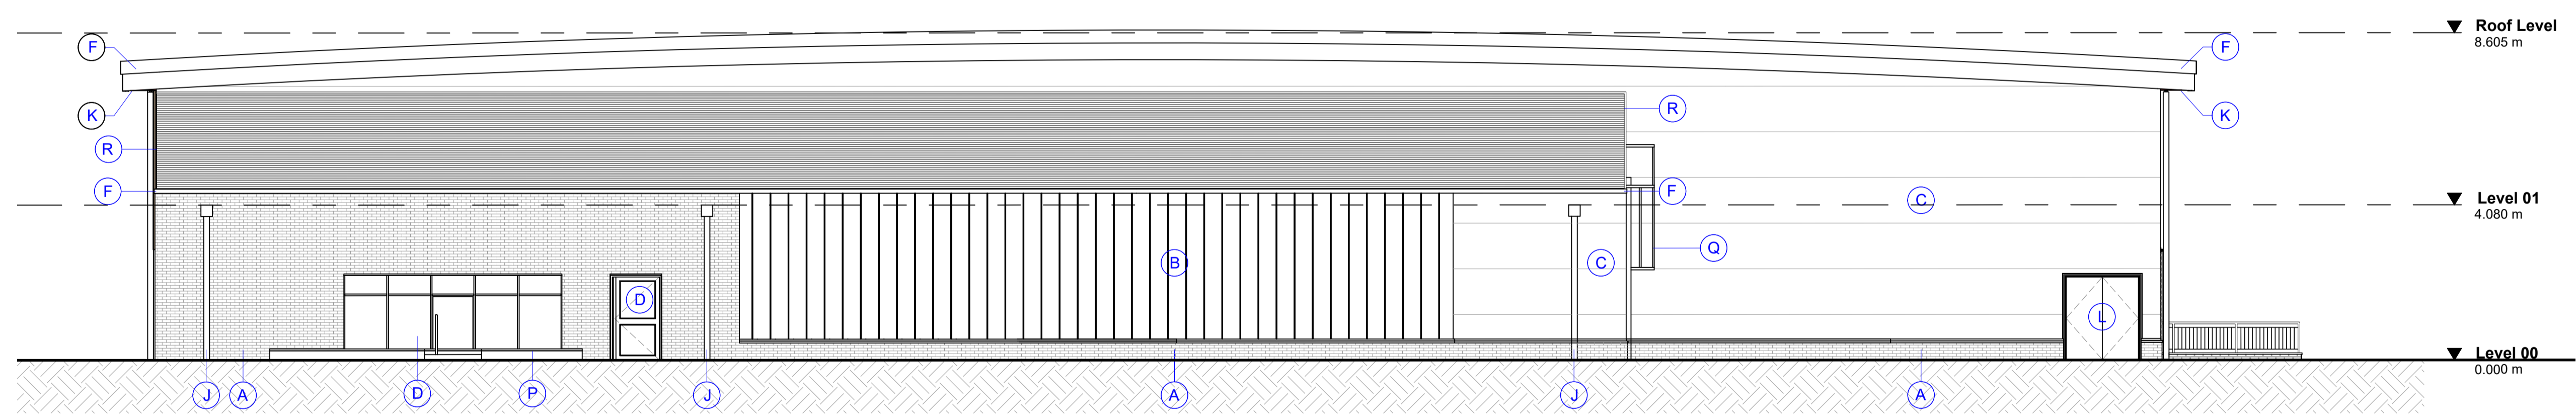 Roof Level
8.605 m
F
F
K
K
R
R
F
F
Level 01
4.080 m
C
Q
B
C
D
L
Level 00
0.000 m
J
A
D
P
J
A
J
A